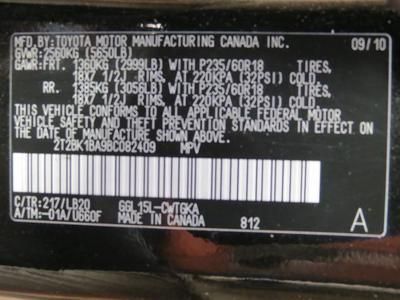 MFD.BY:TOYOTA MOTOR MANUFACTURING CANADA INC. 09/10
GVWR:2560KG (5650LB)
GAWR:FRT. 1360KG (2999LB) WITH P235/60R18 TIRES,
18X7 1/2J RIMS, AT 220KPA (32PSI) COLD.
RR. 1385KG (3056LB) WITH P235/60R18 TIRES,
18X7 1/2J RIMS, AT 220KPA (32PSI) COLD.
THIS VEHICLE CONFORMS TO ALL APPLICABLE FEDERAL MOTOR
VEHICLE SAFETY AND THEFT PREVENTION STANDARDS IN EFFECT ON
THE DATE OF MANUFACTURE SHOWN ABOVE.
2T2BK1BA9BC082409 MPV
C/TR:217/LB20 GGL15L-CWTGKA
A/TM:-01A/U660F MADE IN CANADA 812 A